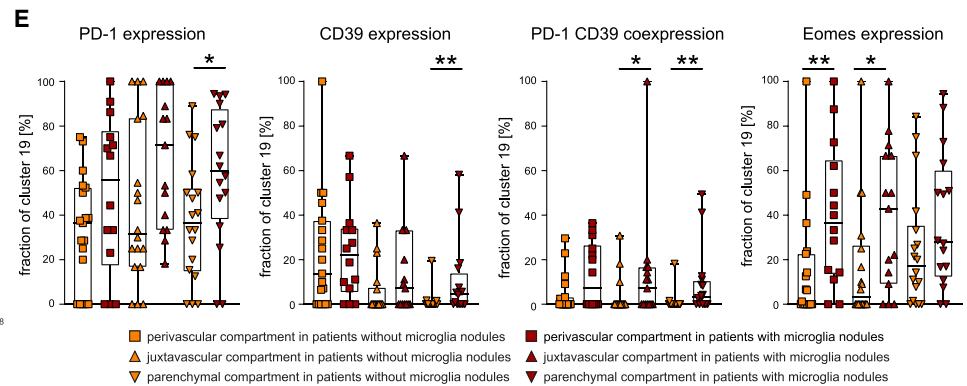 E
PD-1 expression
CD39 expression
PD-1 CD39 coexpression
Eomes expression
*
**
*
**
**
*
fraction of cluster 19 [%]
100
80
60
40
20
0
fraction of cluster 19 [%]
100
80
60
40
20
0
fraction of cluster 19 [%]
100
80
60
40
20
0
fraction of cluster 19 [%]
100
80
60
40
20
0
8
perivascular compartment in patients without microglia nodules
perivascular compartment in patients with microglia nodules
juxtavascular compartment in patients without microglia nodules
juxtavascular compartment in patients with microglia nodules
parenchymal compartment in patients without microglia nodules
parenchymal compartment in patients with microglia nodules